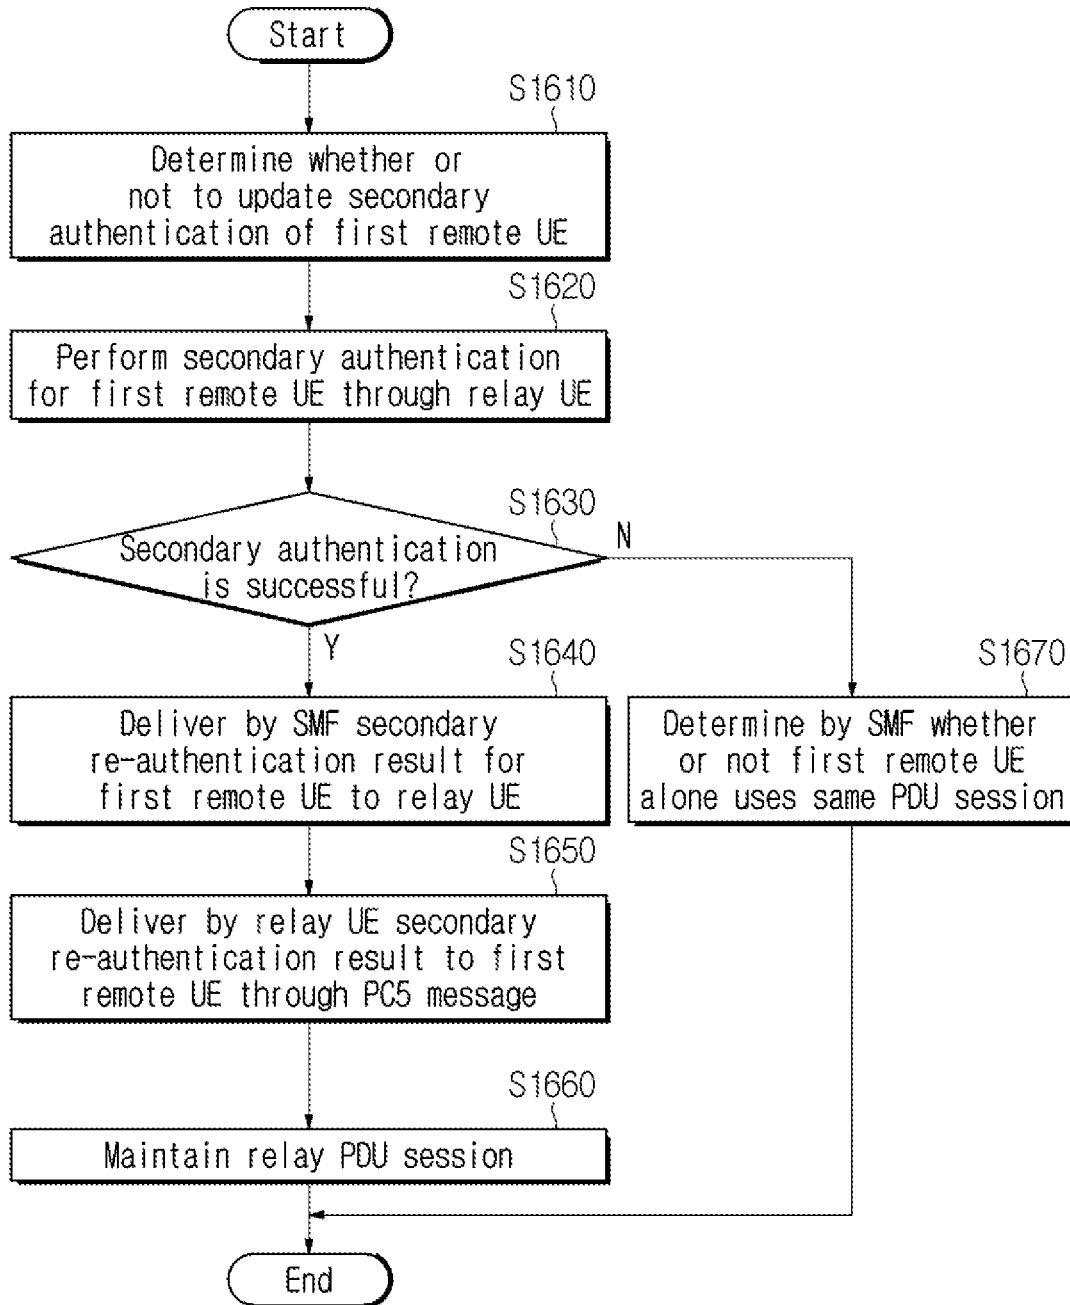 Start
S1610
Determine whether or
not to update secondary
authentication of first remote UE
S1620
Perform secondary authentication
for first remote UE through relay UE
S1630
Secondary authentication
is successful?
N
Y
S1640
Deliver by SMF secondary
re-authentication result for
first remote UE to relay UE
S1670
Determine by SMF whether
or not first remote UE
alone uses same PDU session
S1650
Deliver by relay UE secondary
re-authentication result to first
remote UE through PC5 message
S1660
Maintain relay PDU session
End